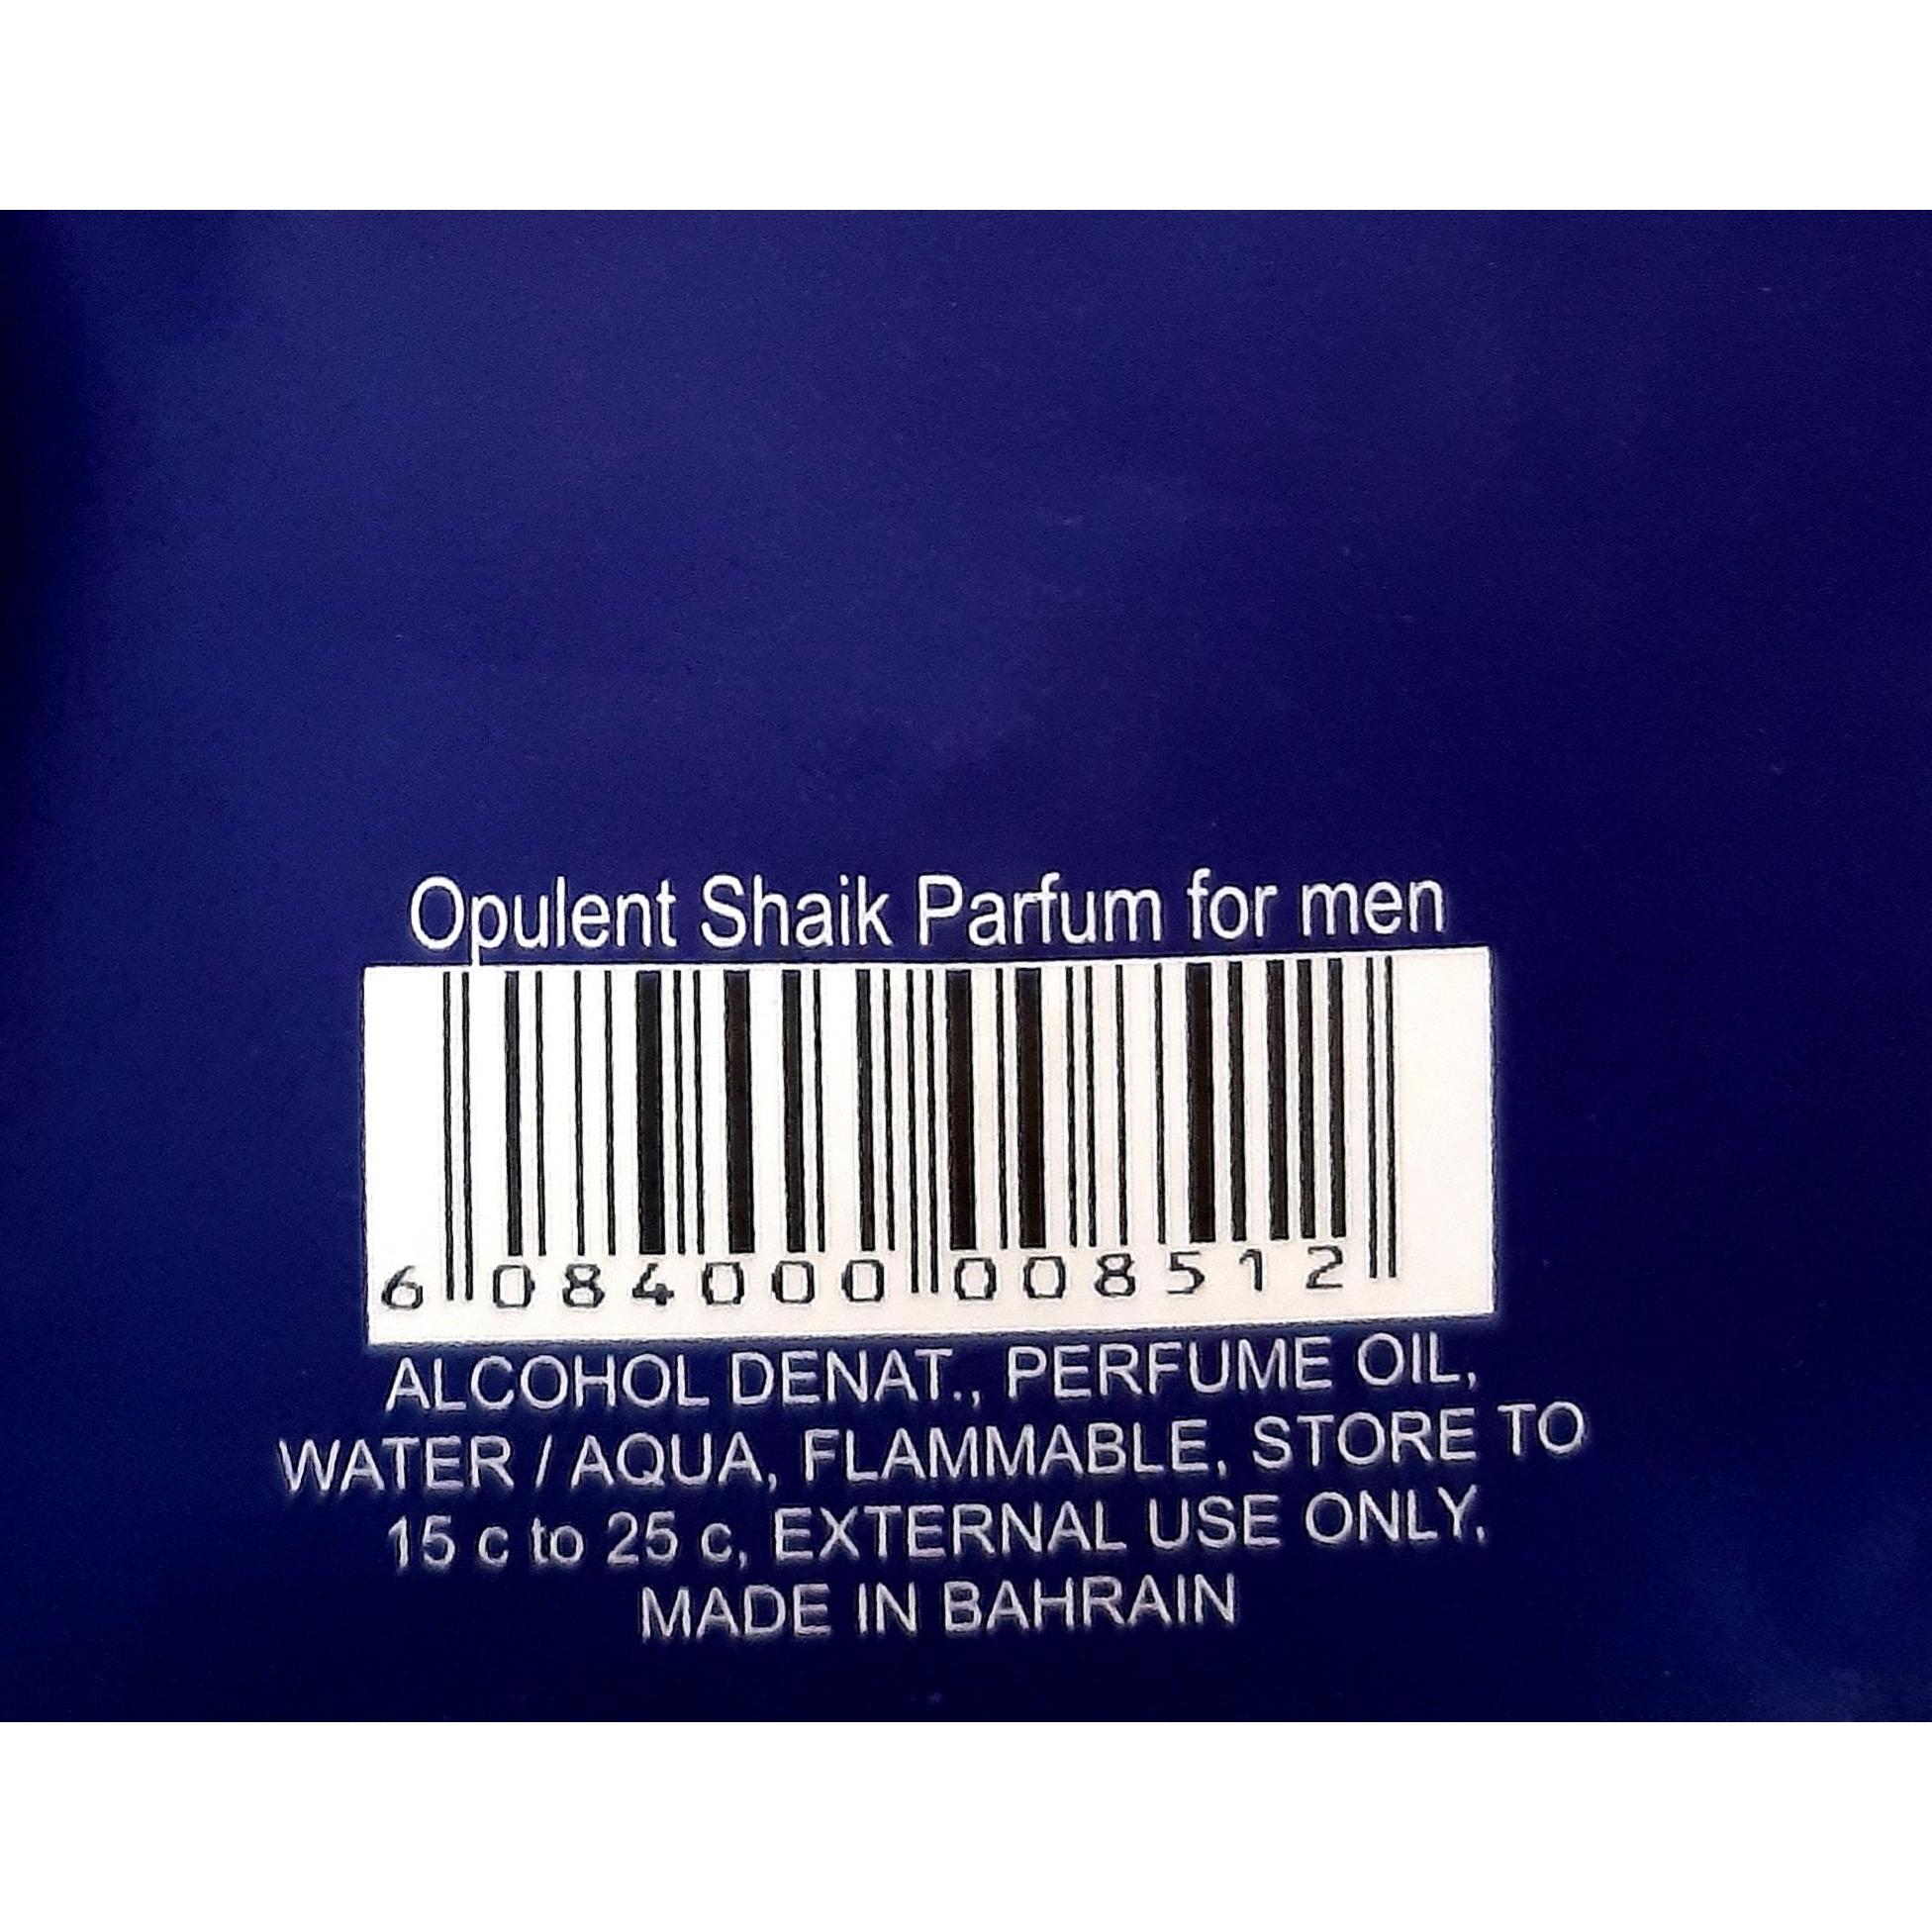 Opulent Shaik Parfum for men
6 084000 008512
ALCOHOL DENAT., PERFUME OIL,
WATER / AQUA, FLAMMABLE, STORE TO
15 c to 25 c, EXTERNAL USE ONLY,
MADE IN BAHRAIN